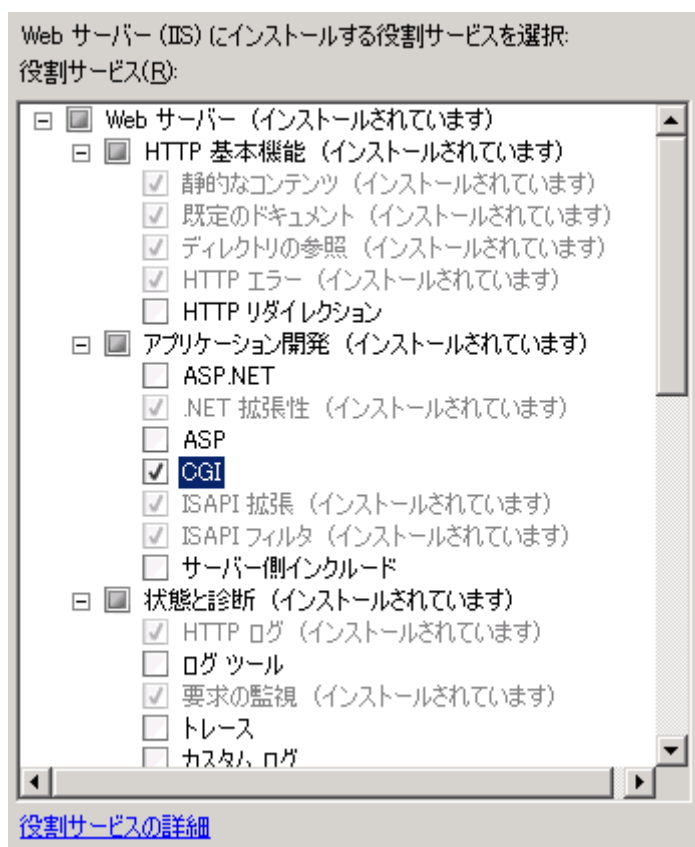 Web サーバー (IIS) にインストールする役割サービスを選択:
役割サービス(R):
Web サーバー (インストールされています)
HTTP 基本機能 (インストールされています)
静的なコンテンツ (インストールされています)
既定のドキュメント (インストールされています)
ディレクトリの参照 (インストールされています)
HTTP エラー (インストールされています)
HTTP リダイレクション
アプリケーション開発 (インストールされています)
ASP.NET
.NET 拡張性 (インストールされています)
ASP
CGI
ISAPI 拡張 (インストールされています)
ISAPI フィルタ (インストールされています)
サーバー側インクルード
状態と診断 (インストールされています)
HTTP ログ (インストールされています)
ログ ツール
要求の監視 (インストールされています)
トレース
カスタム ログ
役割サービスの詳細